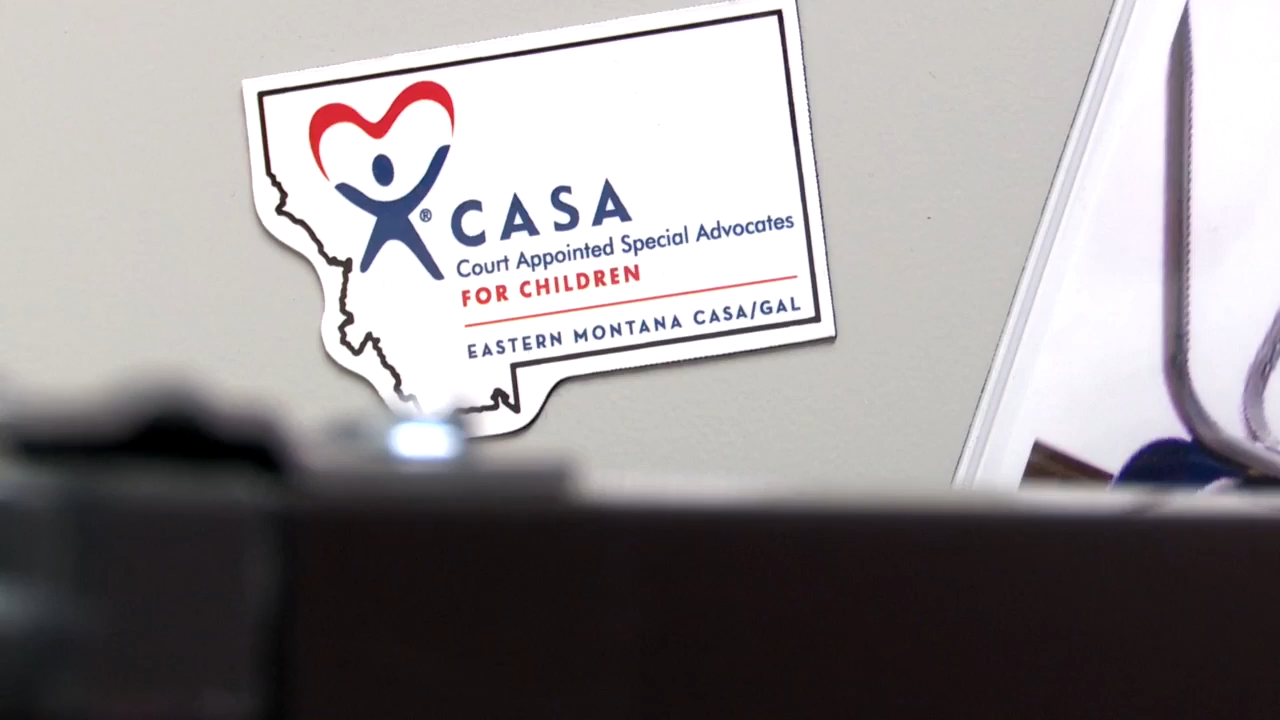 ®
CASA
Court Appointed Special Advocates
FOR CHILDREN
EASTERN MONTANA CASA/GAL